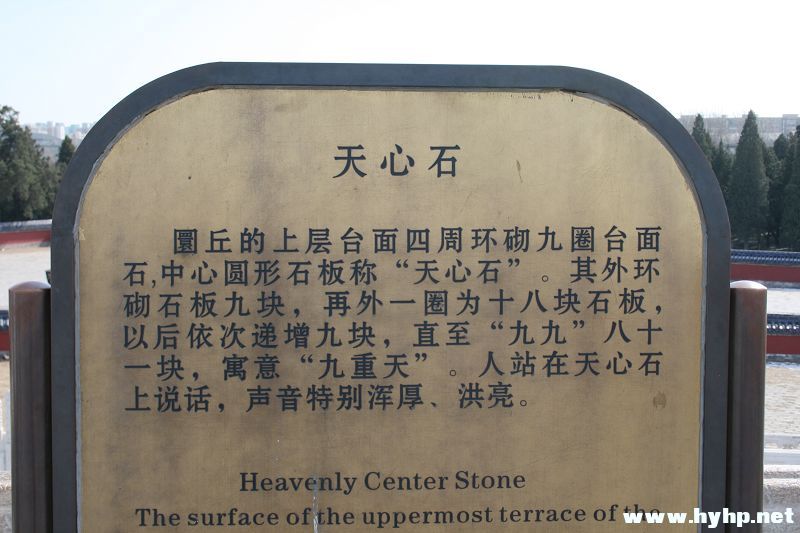 天心石
圜丘的上层台面四周环砌九圈台面
石,中心圆形石板称“天心石”。其外环
砌石板九块，再外一圈为十八块石板，
以后依次递增九块，直至“九九”八十
一块，寓意“九重天”。人站在天心石
上说话，声音特别浑厚、洪亮。
Heavenly Center Stone
The surface of the uppermost terrace of the
www.hyhp.net